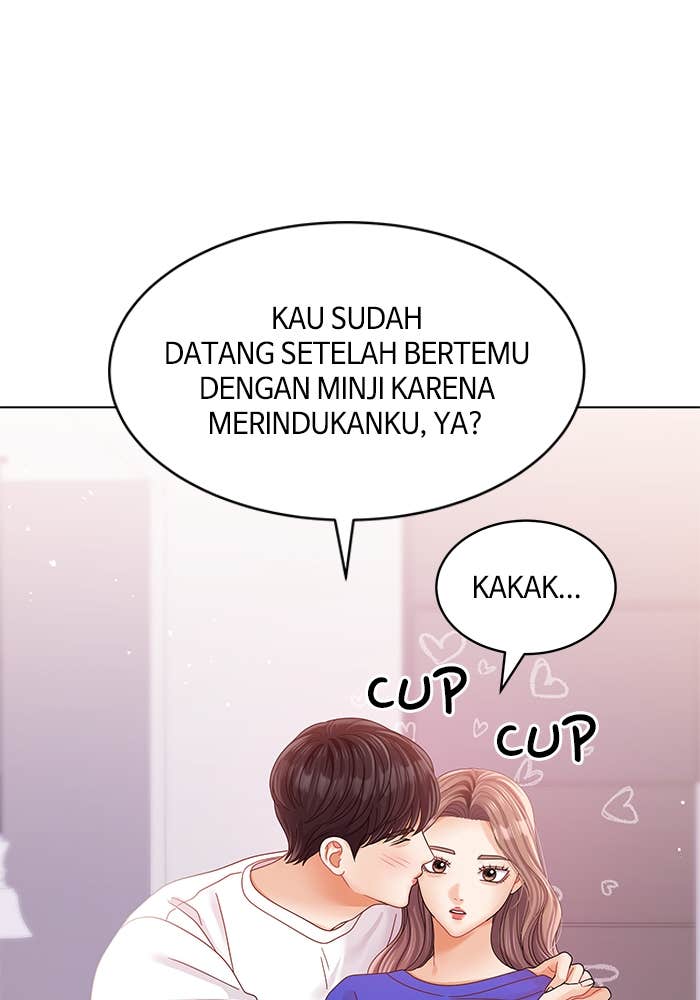 KAU SUDAH
DATANG SETELAH BERTEMU
DENGAN MINJI KARENA
MERINDUKANKU, YA?
KAKAK...
CUP
CUP